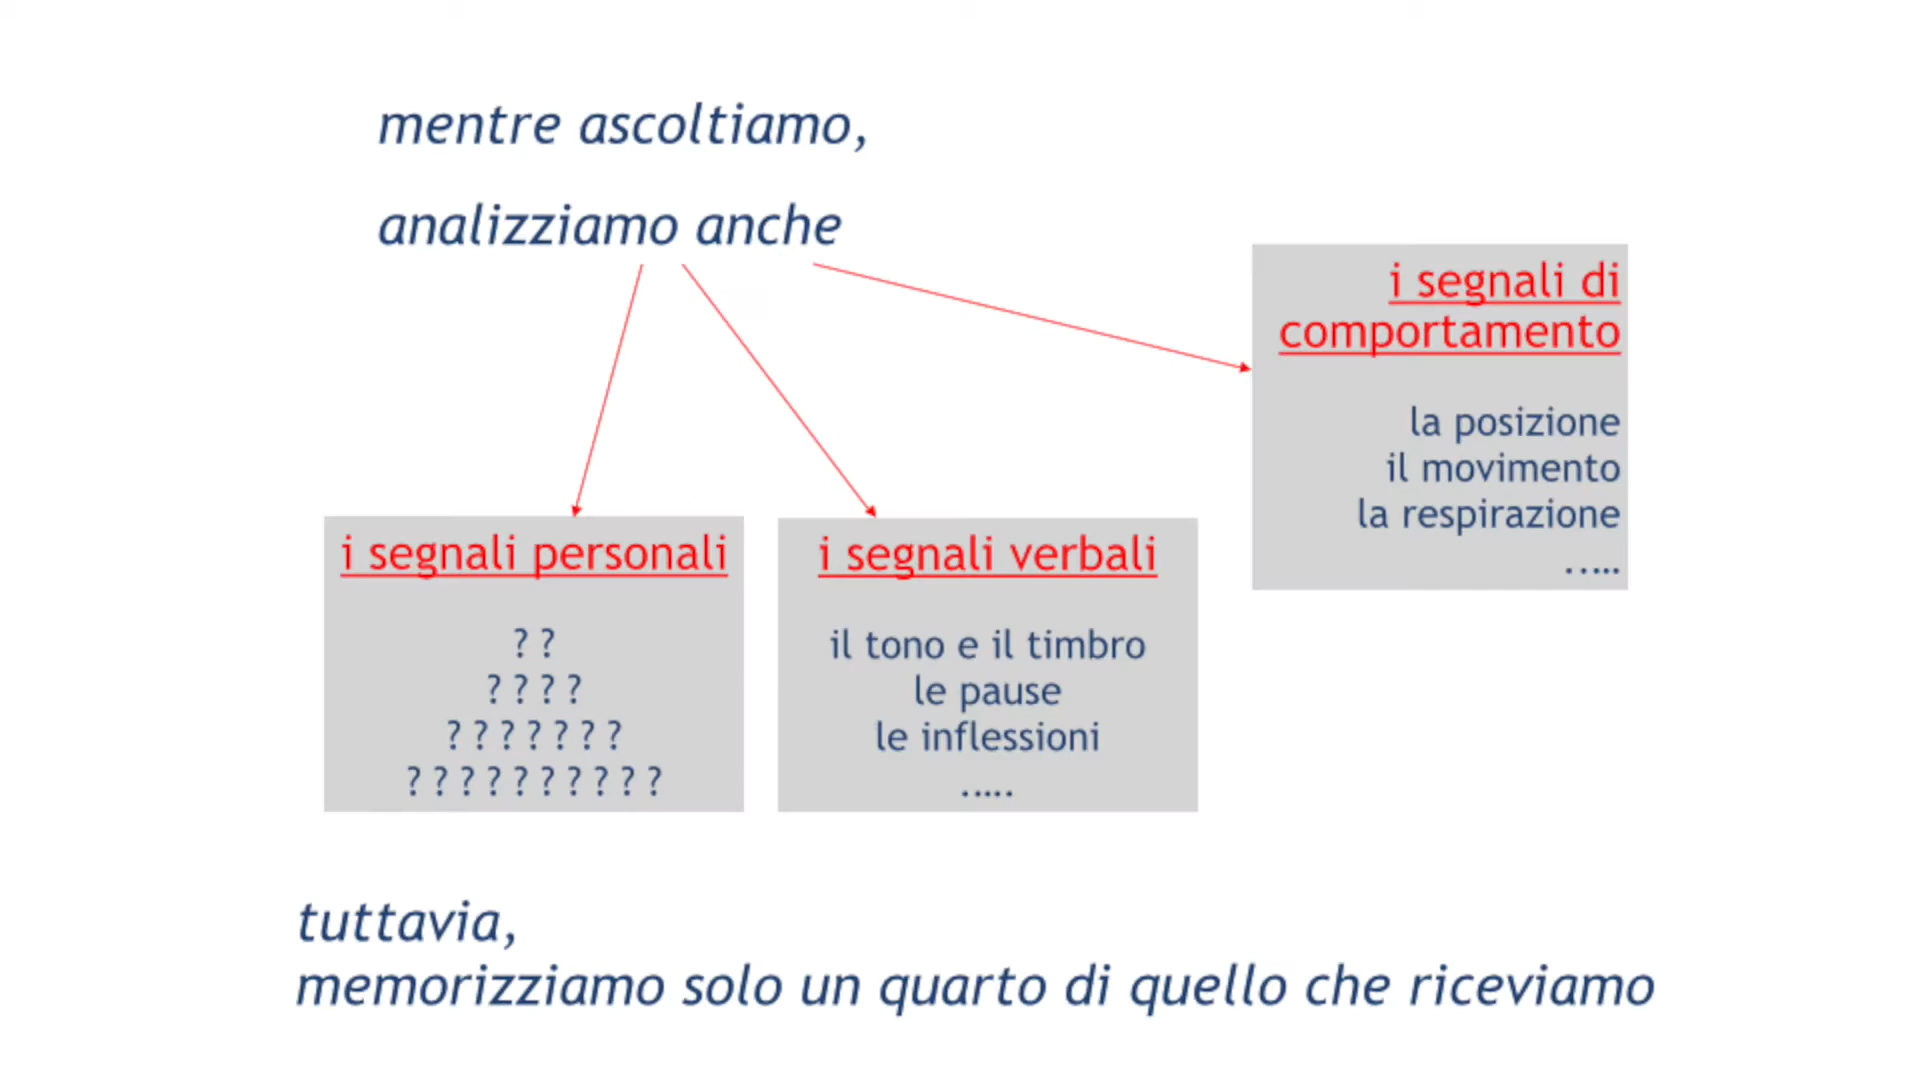 mentre ascoltiamo,
analizziamo anche
i segnali di
comportamento
la posizione
il movimento
la respirazione
.....
i segnali personali
? ?
? ? ? ?
? ? ? ? ? ? ?
? ? ? ? ? ? ? ? ? ?
i segnali verbali
il tono e il timbro
le pause
le inflessioni
.....
tuttavia,
memorizziamo solo un quarto di quello che riceviamo